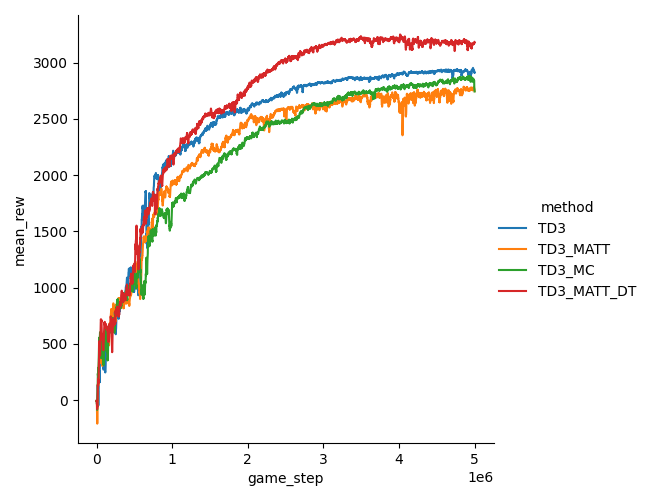 3000
2500
2000
1500
1000
500
0
mean_rew
0
1
2
3
4
5
1e6
game_step
method
TD3
TD3_MATT
TD3_MC
TD3_MATT_DT